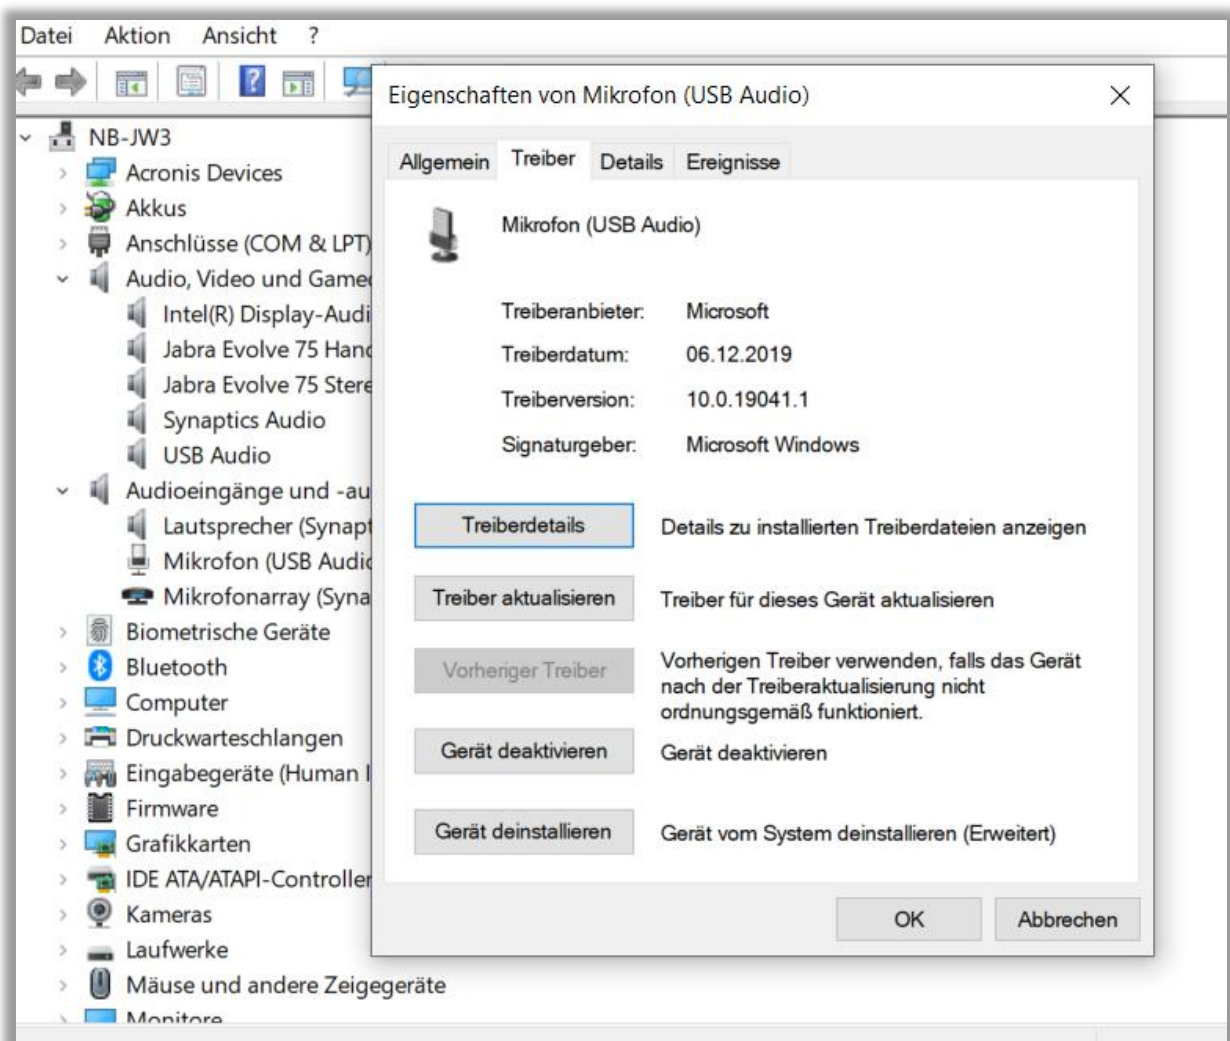 Datei Aktion Ansicht ?
NB-JW3
Acronis Devices
Akkus
Anschlüsse (COM & LPT)
Audio, Video und Game
Intel(R) Display-Audi
Jabra Evolve 75 Hand
Jabra Evolve 75 Stere
Synaptics Audio
USB Audio
Audioeingänge und -au
Lautsprecher (Synapt
Mikrofon (USB Audio
Mikrofonarray (Syna
Biometrische Geräte
Bluetooth
Computer
Druckwarteschlangen
Eingabegeräte (Human I
Firmware
Grafikkarten
IDE ATA/ATAPI-Controller
Kameras
Laufwerke
Mäuse und andere Zeigegeräte
Monitore
Eigenschaften von Mikrofon (USB Audio)
Allgemein Treiber Details Ereignisse
Mikrofon (USB Audio)
Treiberanbieter: Microsoft
Treiberdatum: 06.12.2019
Treiberversion: 10.0.19041.1
Signaturgeber: Microsoft Windows
Treiberdetails Details zu installierten Treiberdateien anzeigen
Treiber aktualisieren Treiber für dieses Gerät aktualisieren
Vorheriger Treiber Vorherigen Treiber verwenden, falls das Gerät
nach der Treiberaktualisierung nicht
ordnungsgemäß funktioniert.
Gerät deaktivieren Gerät deaktivieren
Gerät deinstallieren Gerät vom System deinstallieren (Erweitert)
OK Abbrechen